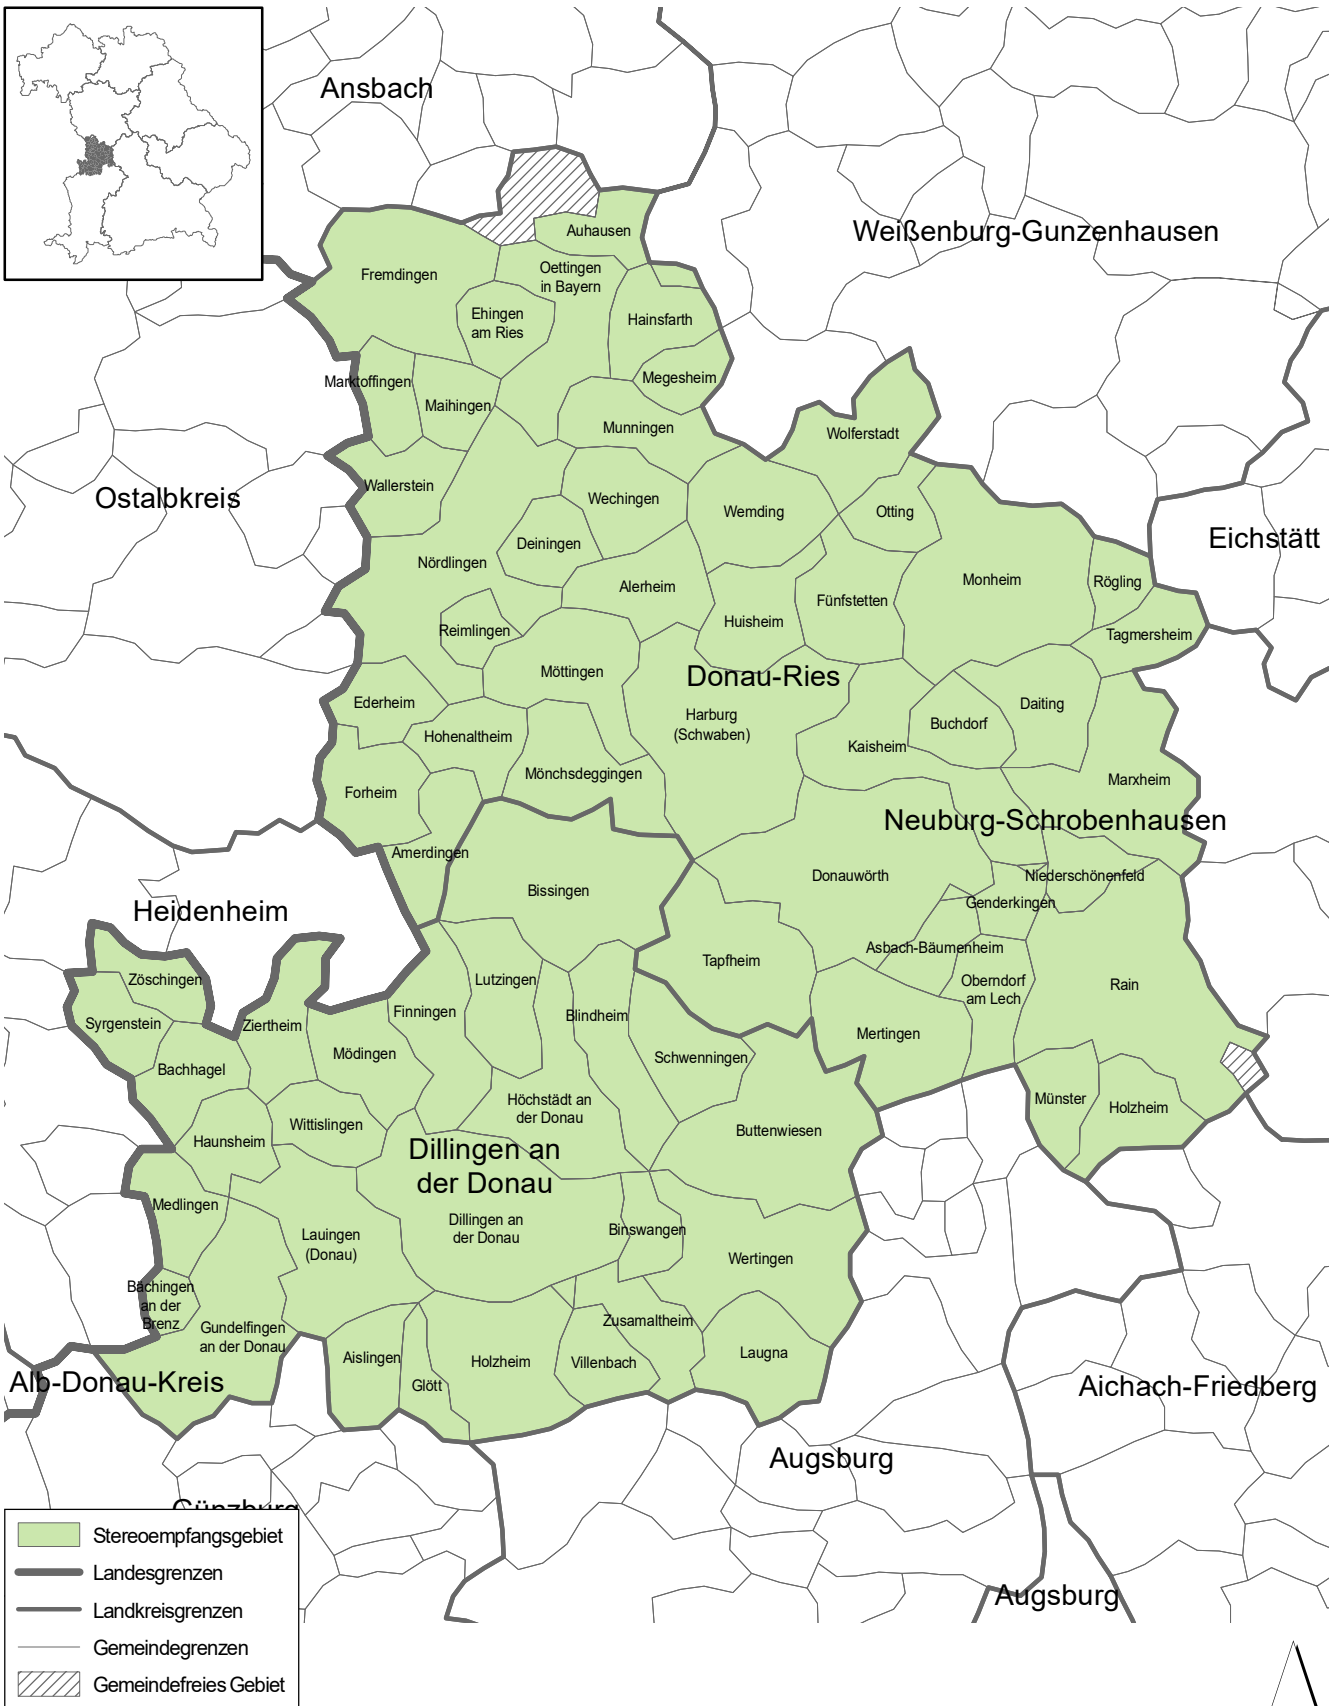 Ansbach
Weißenburg-Gunzenhausen
Auhausen
Fremdingen
Oettingen
in Bayern
Ehingen
am Ries
Hainsfarth
Marktoffingen
Megesheim
Maihingen
Munningen
Wolferstadt
Ostalbkreis
Wallerstein
Wechingen
Wemding
Otting
Eichstätt
Deiningen
Nördlingen
Alerheim
Monheim
Rögling
Fünfstetten
Huisheim
Reimlingen
Tagmersheim
Möttingen
Donau-Ries
Ederheim
Harburg
(Schwaben)
Buchdorf
Daiting
Hohenaltheim
Kaisheim
Mönchsdeggingen
Marxheim
Forheim
Neuburg-Schrobenhausen
Amerdingen
Bissingen
Donauwörth
Niederschönenfeld
Genderkingen
Heidenheim
Asbach-Bäumenheim
Tapfheim
Zöschingen
Lutzingen
Oberndorf
am Lech
Rain
Syrgenstein
Ziertheim
Finningen
Blindheim
Mertingen
Mödingen
Schwenningen
Bachhagel
Höchstädt an
der Donau
Münster
Holzheim
Wittislingen
Haunsheim
Buttenwiesen
Dillingen an
der Donau
Medlingen
Dillingen an
der Donau
Binswangen
Lauingen
(Donau)
Wertingen
Bächingen
an der
Brenz
Gundelfingen
an der Donau
Zusamaltheim
Aislingen
Holzheim
Villenbach
Laugna
Glött
Alb-Donau-Kreis
Aichach-Friedberg
Augsburg
Günzburg
Augsburg
Stereoempfangsgebiet
Landesgrenzen
Landkreisgrenzen
Gemeindegrenzen
Gemeindefreies Gebiet